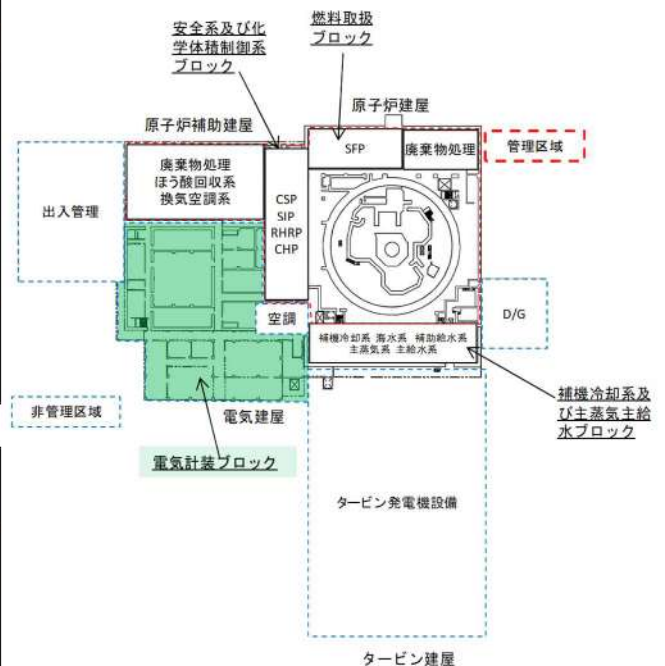 安全系及び化
学体積制御系
ブロック
燃料取扱
ブロック
原子炉建屋
原子炉補助建屋
SFP
廃棄物処理
管理区域
廃棄物処理
ほう酸回収系
換気空調系
出入管理
CSP
SIP
RHRP
CHP
空調
D/G
補機冷却系 海水系 補助給水系
主蒸気系 主給水系
補機冷却系及
び主蒸気主給
水ブロック
非管理区域
電気建屋
電気計装ブロック
タービン発電機設備
タービン建屋